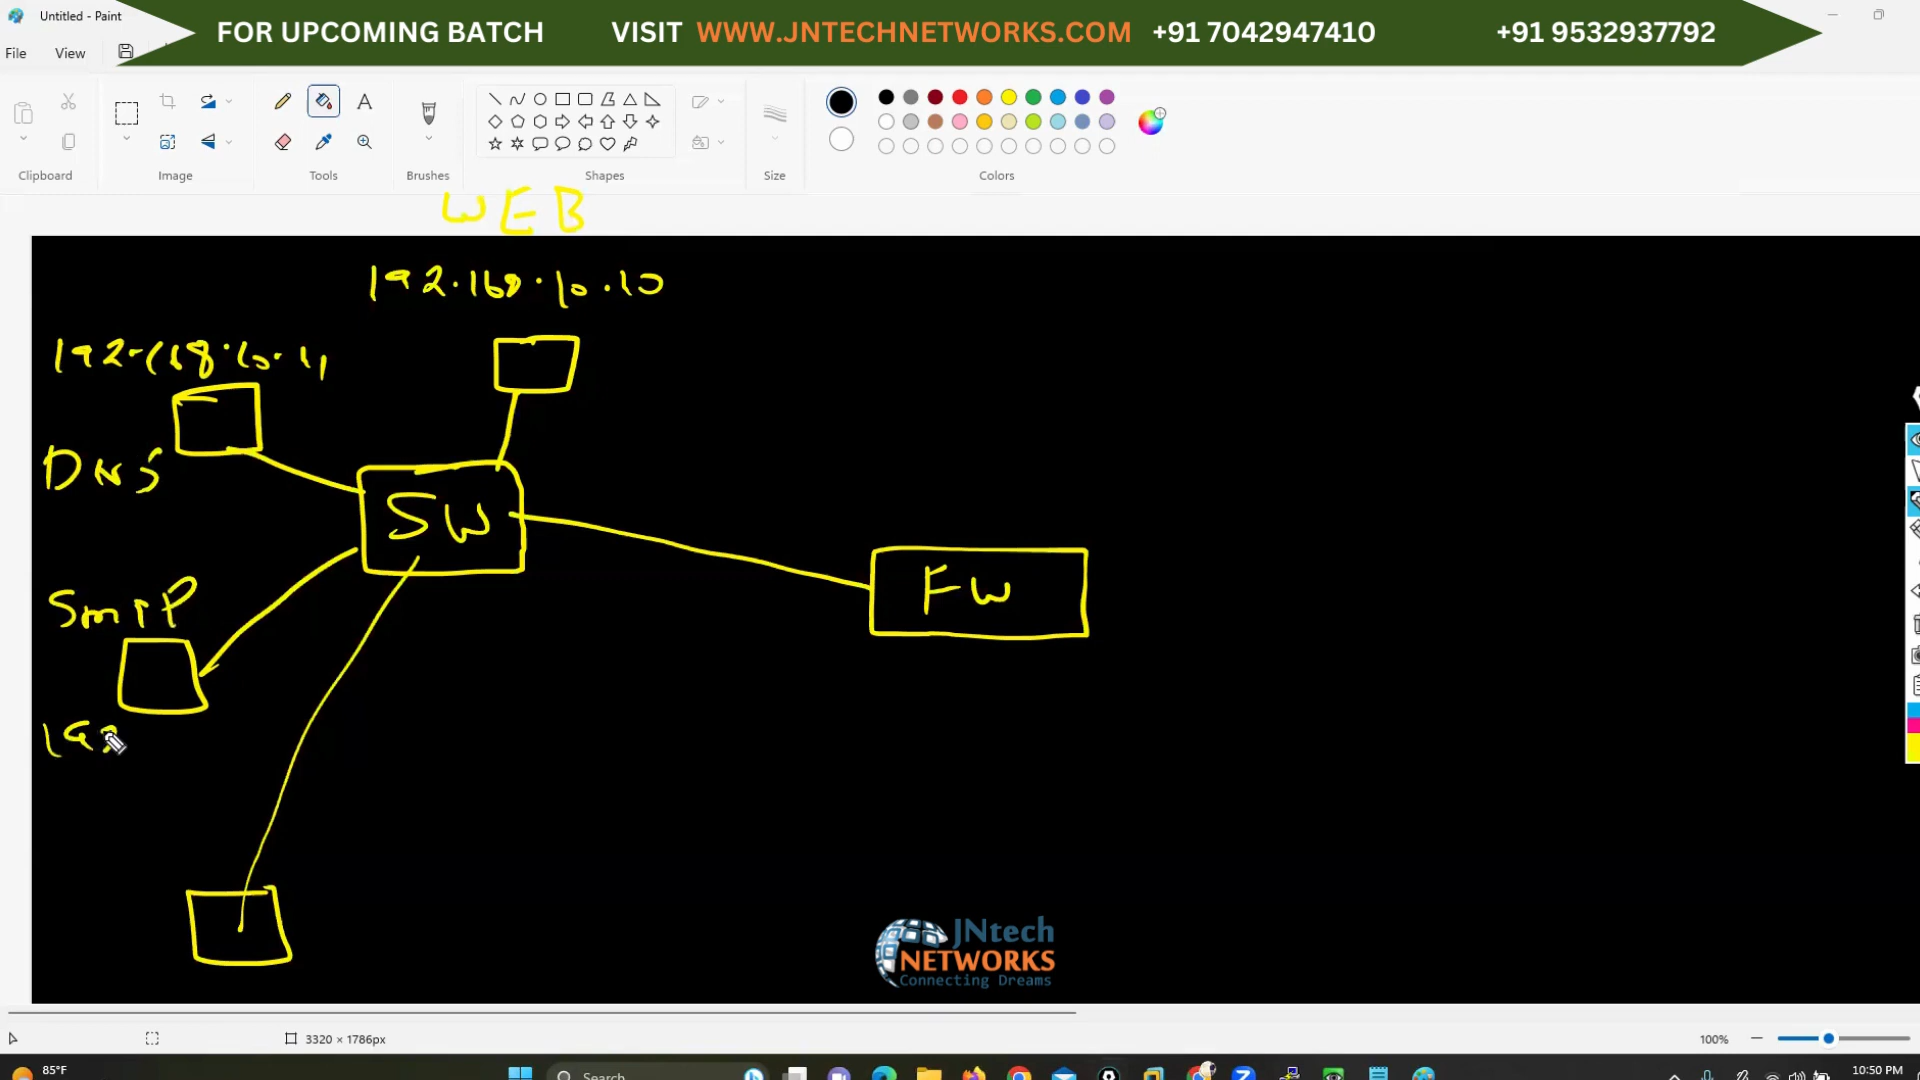 Untitled - Paint
FOR UPCOMING BATCH VISIT WWW.JNTECHNETWORKS.COM +91 7042947410 +91 9532937792
File View
A
Clipboard Image Tools Brushes Shapes Size Colors
WEB
192.168.10.10
192.168.10.11
DNS
SW
FW
SMTP
192
JNtech
NETWORKS
Connecting Dreams
3320 × 1786px 100%
85°F Search 10:50 PM